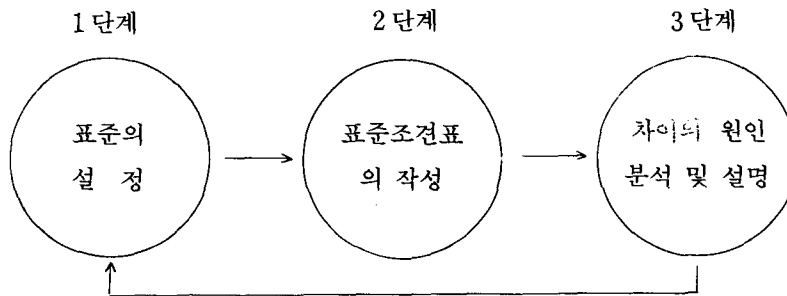 1 단계
2 단계
3 단계
표준의
설 정
표준조견표
의 작성
차이의 원인
분석 및 설명